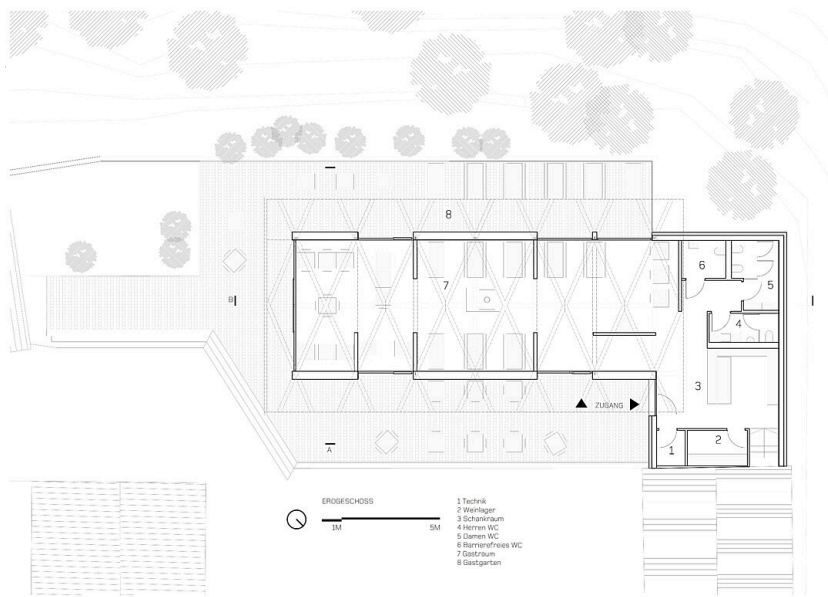 8
6
7
5
B
4
3
ZUGANG
2
A
1
ERDGESCHOSS
1M 5M
1 Technik
2 Weinlager
3 Schankraum
4 Herren WC
5 Damen WC
6 Barrierefreies WC
7 Gastraum
8 Gastgarten